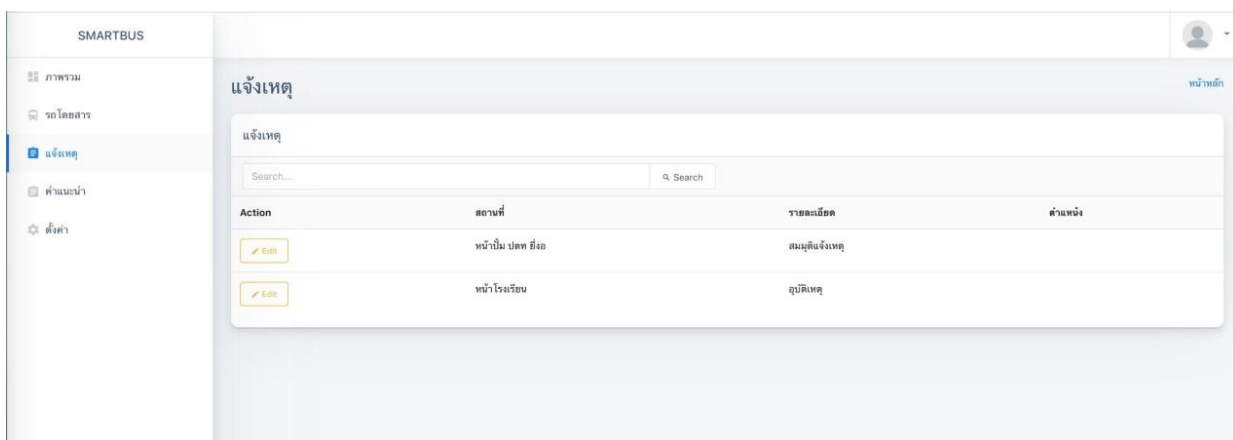 SMARTBUS
ภาพรวม
รถโดยสาร
แจ้งเหตุ
คำแนะนำ
ตั้งค่า
แจ้งเหตุ
หน้าหลัก
แจ้งเหตุ
Search...
Search
Action สถานที่ รายละเอียด ตำแหน่ง
Edit หน้าปั๊ม ปตท ยี่งอ สมมุติแจ้งเหตุ
Edit หน้าโรงเรียน อุบัติเหตุ